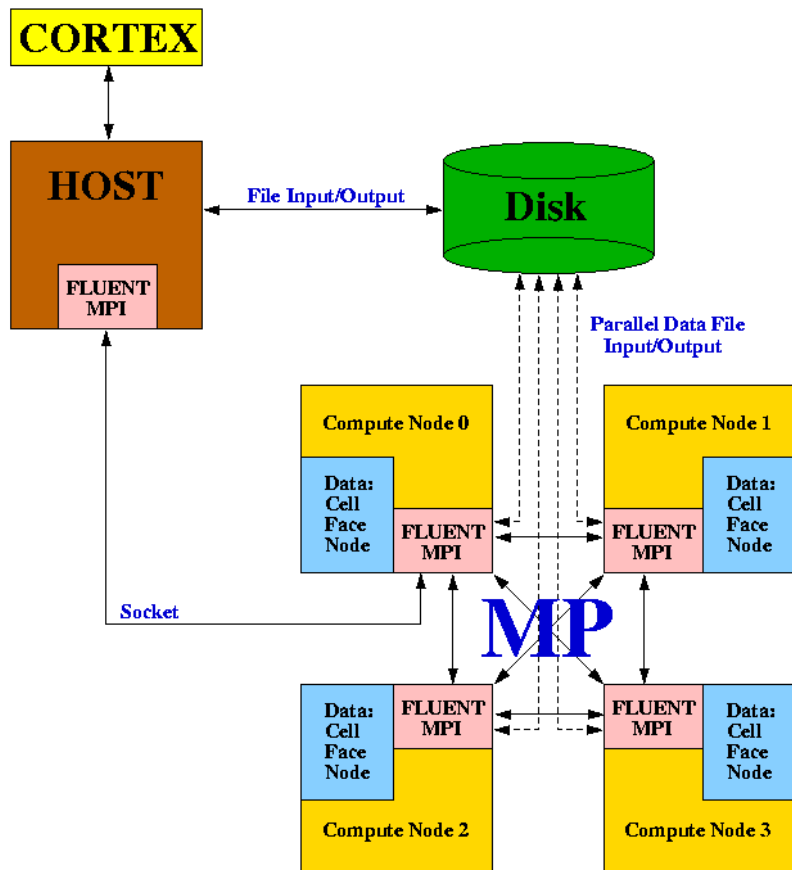 CORTEX
HOST
File Input/Output
Disk
FLUENT
MPI
Parallel Data File
Input/Output
Compute Node 0
Compute Node 1
Data:
Cell
Face
Node
FLUENT
MPI
FLUENT
MPI
Data:
Cell
Face
Node
Socket
MP
Data:
Cell
Face
Node
FLUENT
MPI
FLUENT
MPI
Data:
Cell
Face
Node
Compute Node 2
Compute Node 3